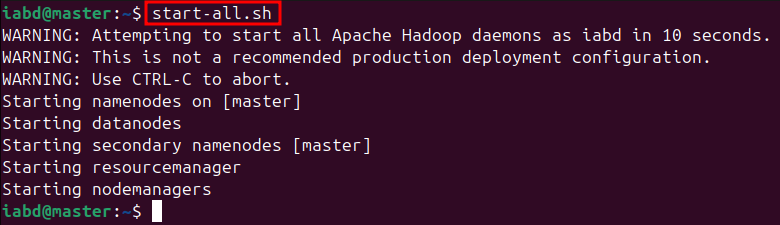 iabd@master:~$ start-all.sh
WARNING: Attempting to start all Apache Hadoop daemons as iabd in 10 seconds.
WARNING: This is not a recommended production deployment configuration.
WARNING: Use CTRL-C to abort.
Starting namenodes on [master]
Starting datanodes
Starting secondary namenodes [master]
Starting resourcemanager
Starting nodemanagers
iabd@master:~$